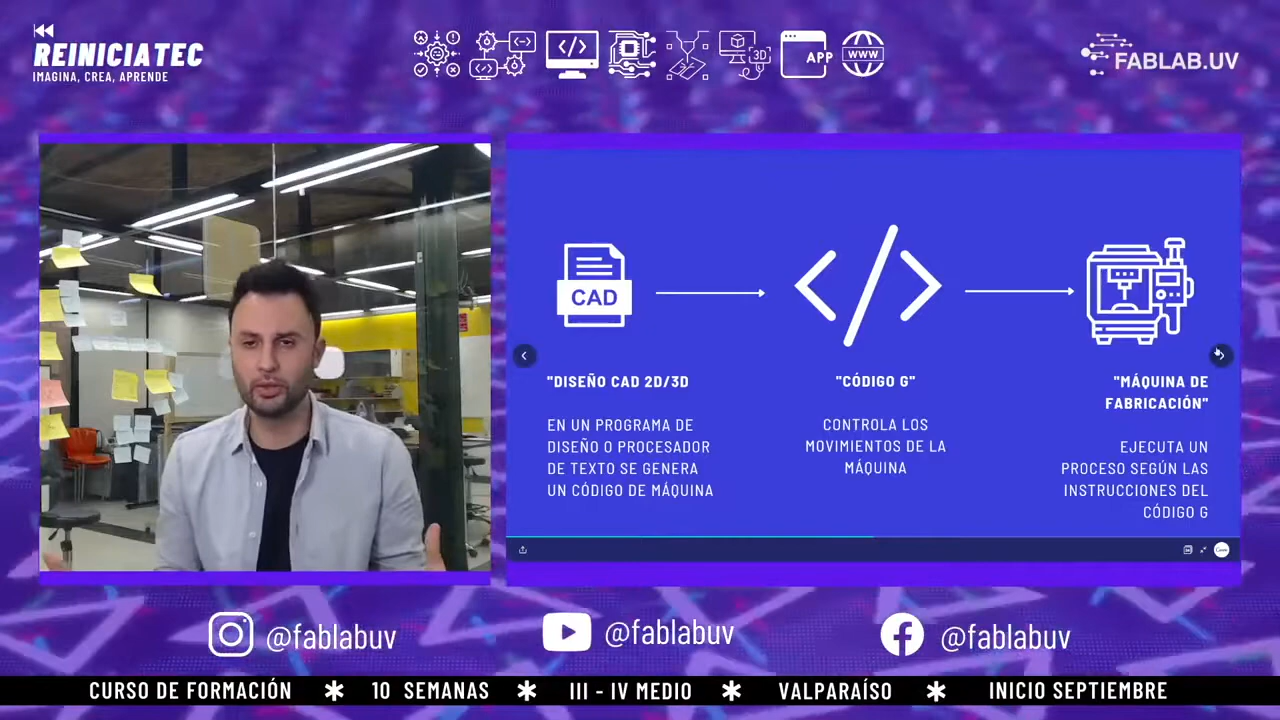 REINICIATEC
IMAGINA, CREA, APRENDE
APP
3D
WWW
FABLAB.UV
CAD
"DISEÑO CAD 2D/3D
EN UN PROGRAMA DE
DISEÑO O PROCESADOR
DE TEXTO SE GENERA
UN CÓDIGO DE MÁQUINA
"CÓDIGO G"
CONTROLA LOS
MOVIMIENTOS DE LA
MÁQUINA
"MÁQUINA DE
FABRICACIÓN"
EJECUTA UN
PROCESO SEGÚN LAS
INSTRUCCIONES DEL
CÓDIGO G
@fablabuv
@fablabuv
@fablabuv
CURSO DE FORMACIÓN * 10 SEMANAS * III - IV MEDIO * VALPARAÍSO * INICIO SEPTIEMBRE